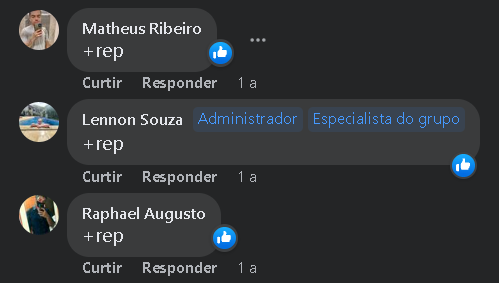 Matheus Ribeiro
+rep
Curtir Responder 1 a
Lennon Souza Administrador Especialista do grupo
+rep
Curtir Responder 1 a
Raphael Augusto
+rep
Curtir Responder 1 a